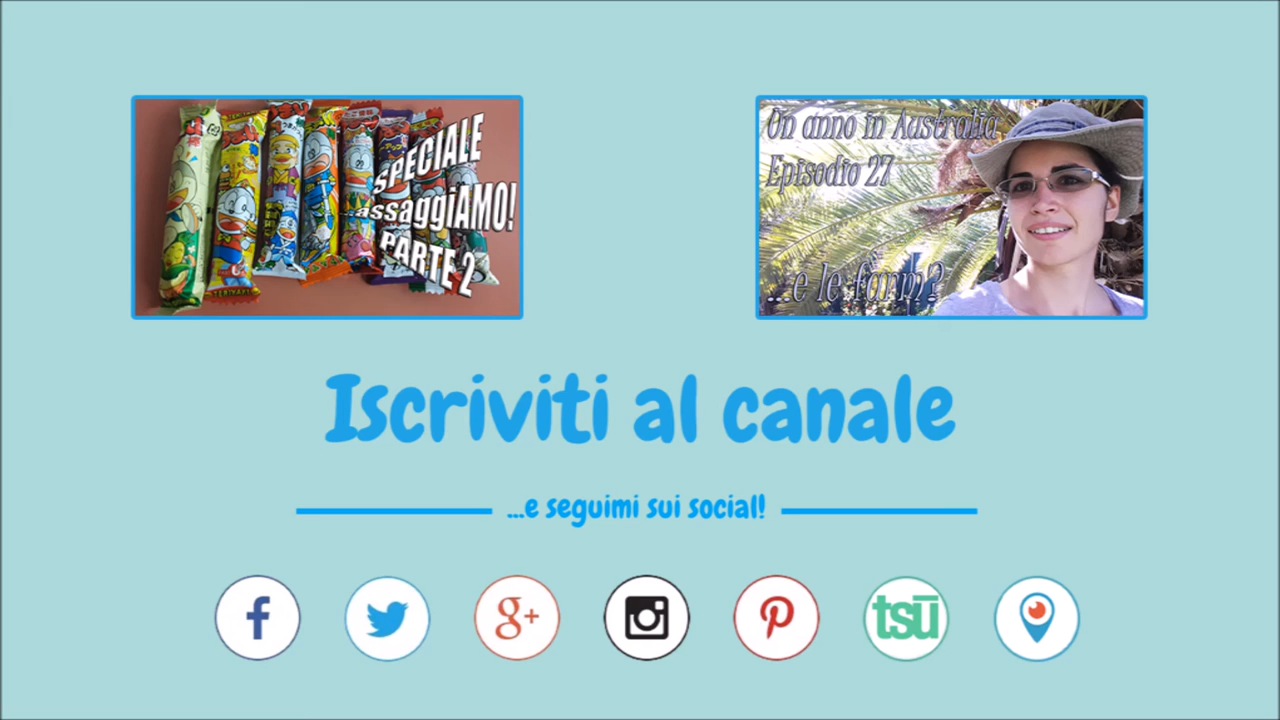 SPECIALE
...assaggiAMO!
PARTE 2
Un anno in Australia
Episodio 27
...e le farm?
Iscriviti al canale
...e seguimi sui social!
f
g+
tsū